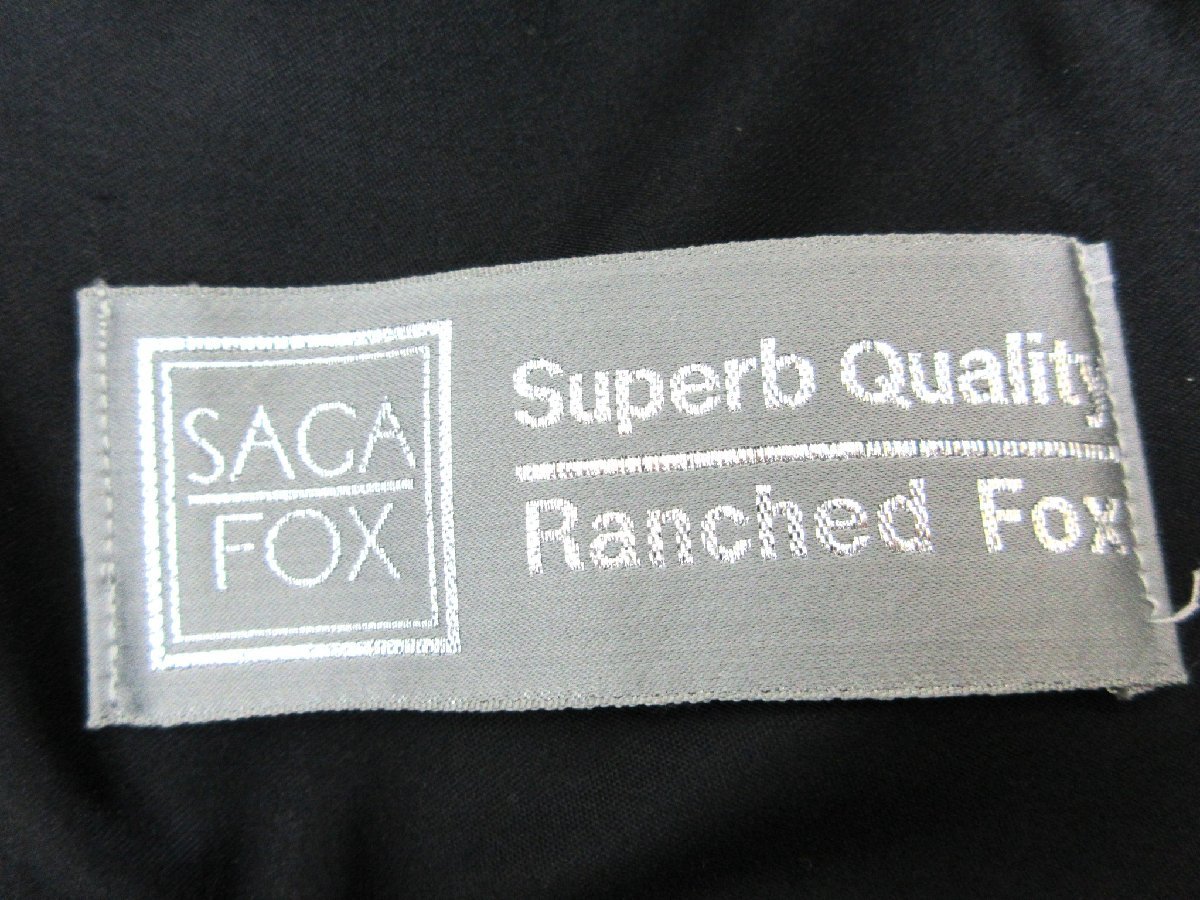 SAGA
FOX
Superb Quality
Ranched Fox